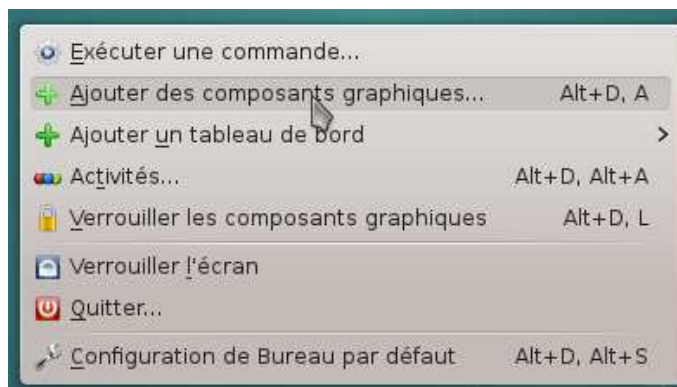 Exécuter une commande...
Ajouter des composants graphiques... Alt+D, A
Ajouter un tableau de bord >
Activités... Alt+D, Alt+A
Verrouiller les composants graphiques Alt+D, L
Verrouiller l'écran
Quitter...
Configuration de Bureau par défaut Alt+D, Alt+S